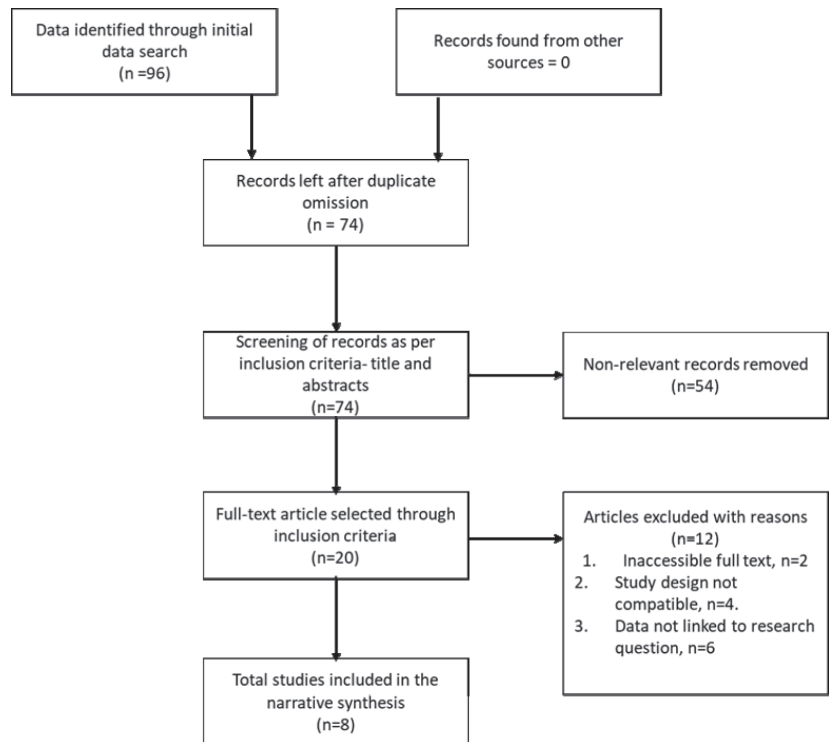 Data identified through initial
data search
(n =96)
Records found from other
sources = 0
Records left after duplicate
omission
(n = 74)
Screening of records as per
inclusion criteria- title and
abstracts
(n=74)
Non-relevant records removed
(n=54)
Full-text article selected through
inclusion criteria
(n=20)
Articles excluded with reasons
(n=12)
1. Inaccessible full text, n=2
2. Study design not
compatible, n=4.
3. Data not linked to research
question, n=6
Total studies included in the
narrative synthesis
(n=8)